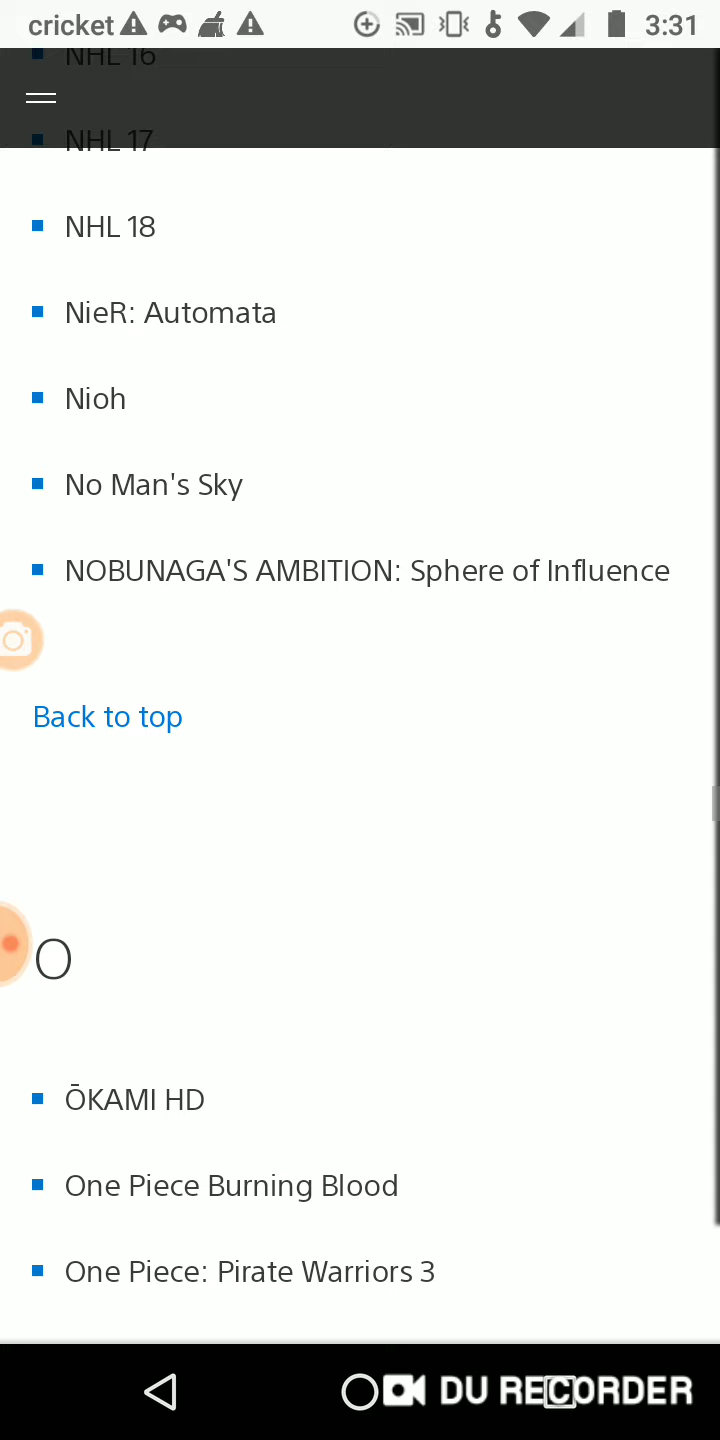 cricket 3:31
NHL 16
NHL 17
NHL 18
NieR: Automata
Nioh
No Man's Sky
NOBUNAGA'S AMBITION: Sphere of Influence
Back to top
O
ŌKAMI HD
One Piece Burning Blood
One Piece: Pirate Warriors 3
DU RECORDER